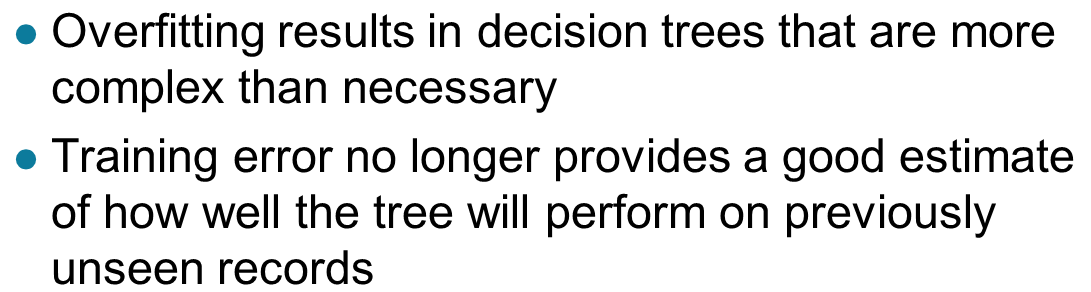 ● Overfitting results in decision trees that are more
complex than necessary
● Training error no longer provides a good estimate
of how well the tree will perform on previously
unseen records